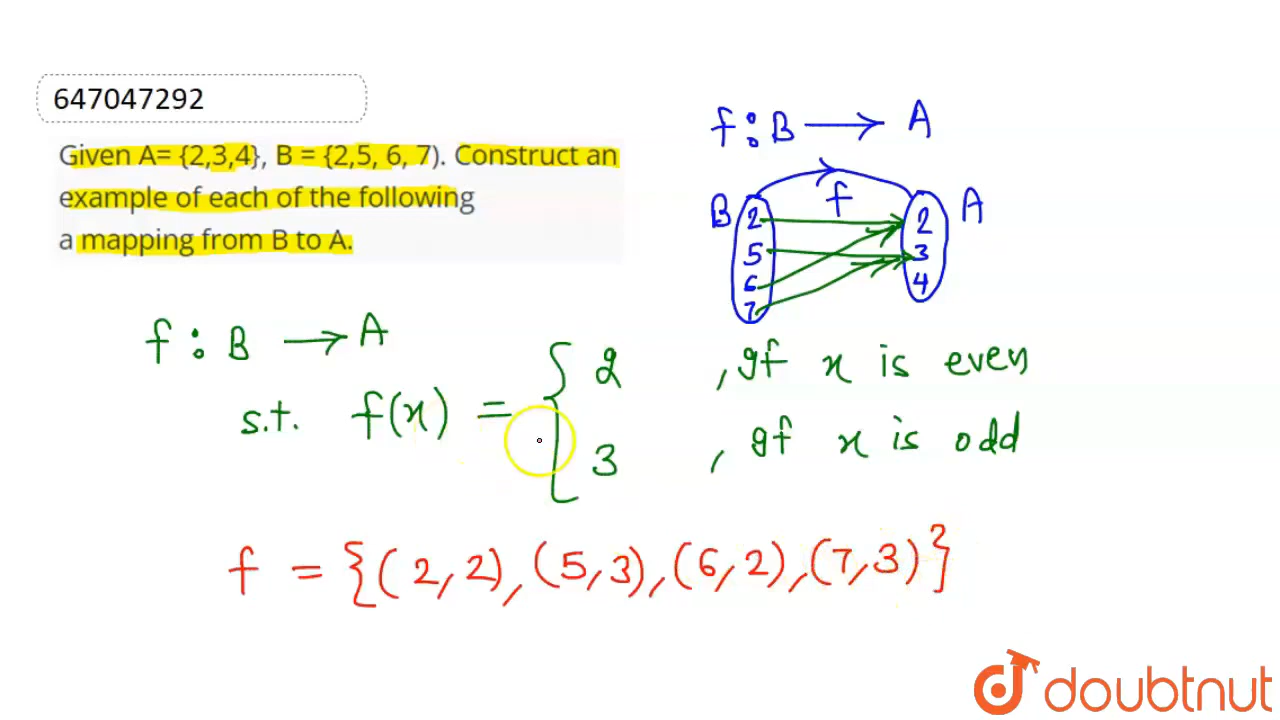 647047292
Given A= {2,3,4}, B = {2,5, 6, 7). Construct an
example of each of the following
a mapping from B to A.
f : B → A
f
B 2 5 6 7
2 3 4 A
f : B → A
s.t. f(x) = { 2 , If x is even
3 , If x is odd
f = {(2,2), (5,3), (6,2), (7,3)}
doubtnut